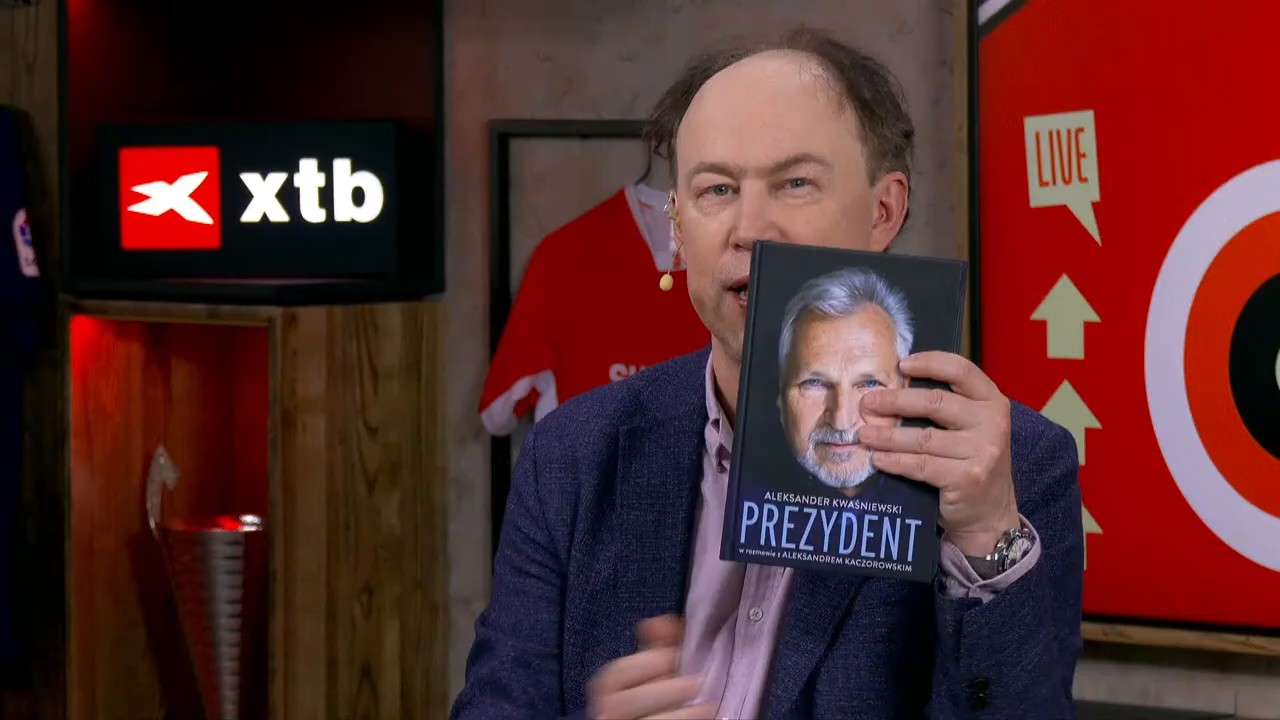 xtb
LIVE
ALEKSANDER KWAŚNIEWSKI
PREZYDENT
w rozmowie z ALEKSANDREM KACZOROWSKIM